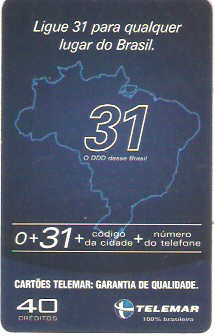 Ligue 31 para qualquer
lugar do Brasil.
31
O DDD desse Brasil
0+31+ código da cidade + número do telefone
CARTÕES TELEMAR: GARANTIA DE QUALIDADE.
40
CRÉDITOS
TELEMAR
100% brasileira